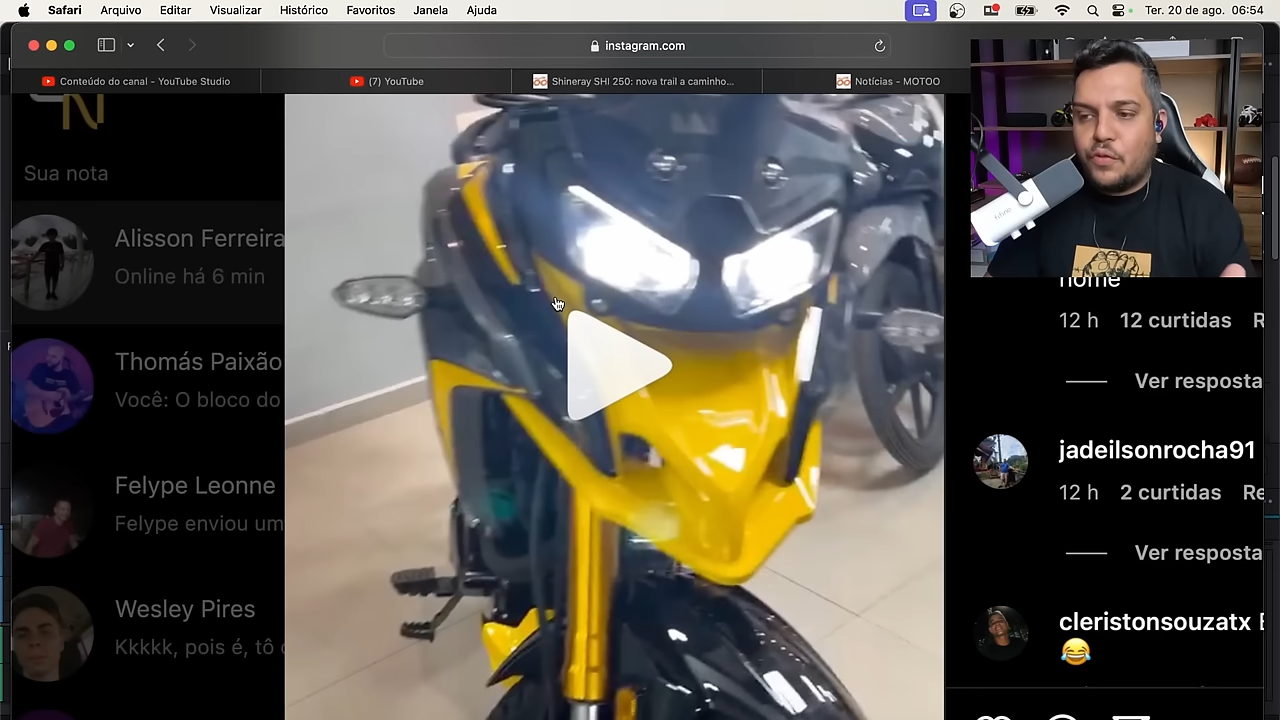 Safari Arquivo Editar Visualizar Histórico Favoritos Janela Ajuda Ter. 20 de ago. 06:54
instagram.com
Conteúdo do canal - YouTube Studio
(7) YouTube
Shineray SHI 250: nova trail a caminho...
Notícias - MOTOO
Sua nota
Alisson Ferreira
Online há 6 min
Thomás Paixão
Você: O bloco do
Felype Leonne
Felype enviou um
Wesley Pires
Kkkkk, pois é, tô
nome
12 h 12 curtidas R
Ver resposta
jadeilsonrocha91
12 h 2 curtidas Re
Ver resposta
cleristonsouzatx E
😂